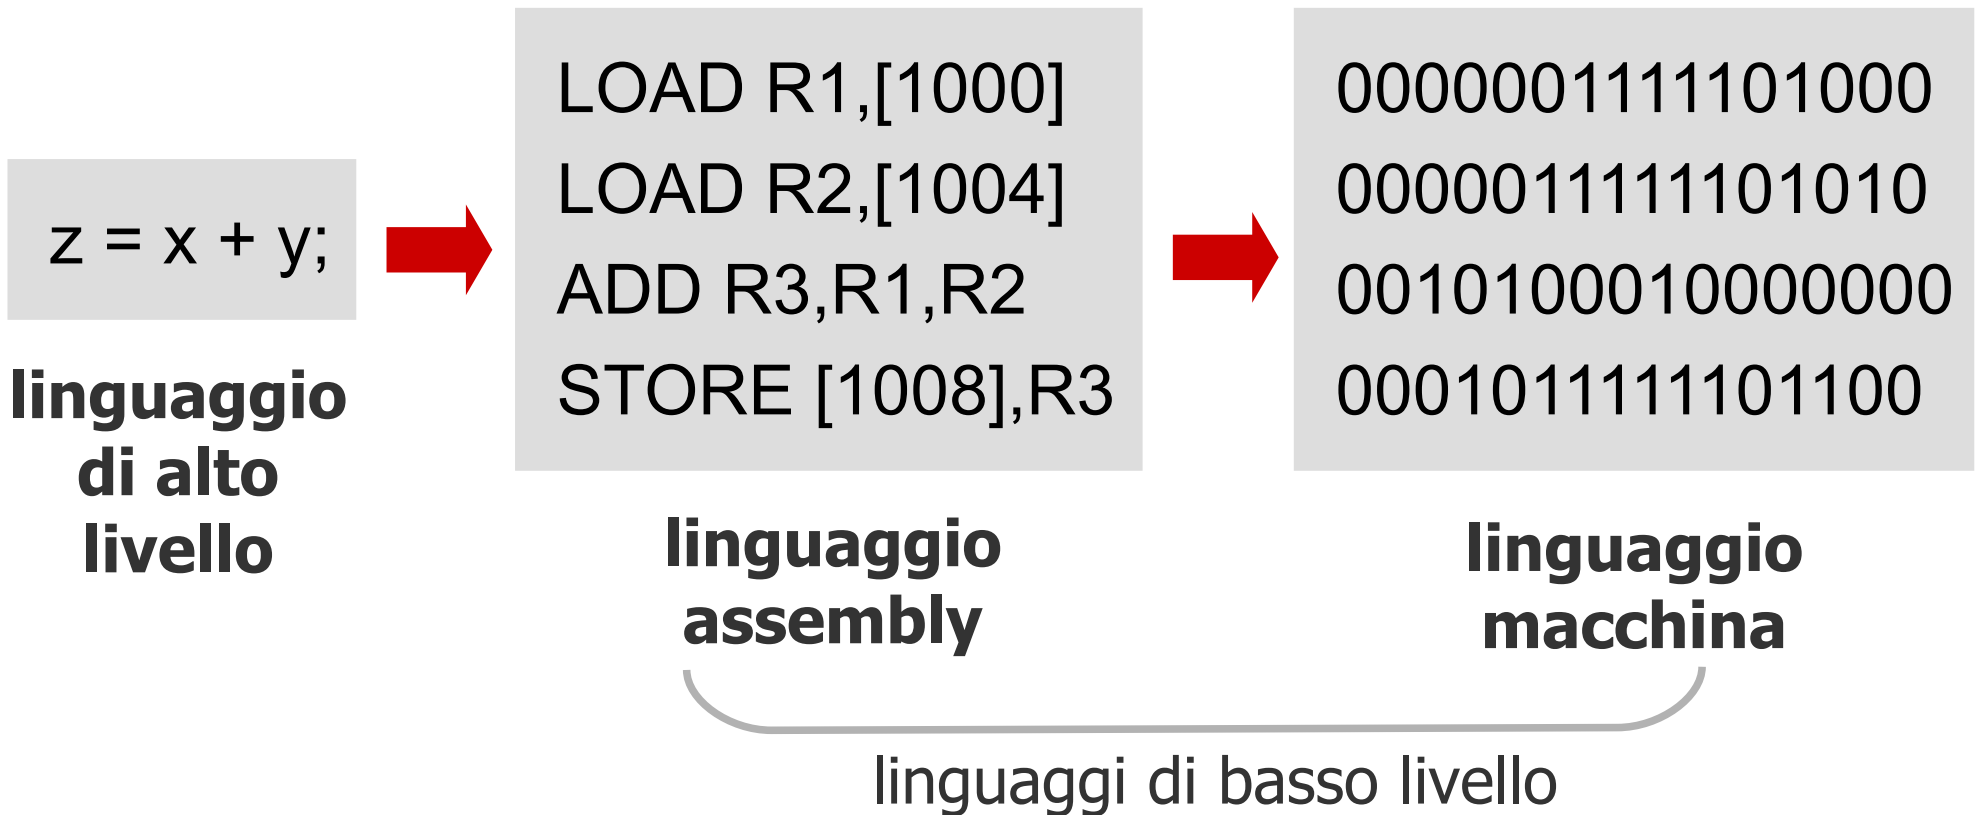 z = x + y;
linguaggio
di alto
livello
LOAD R1,[1000]
LOAD R2,[1004]
ADD R3,R1,R2
STORE [1008],R3
linguaggio
assembly
0000001111101000
0000011111101010
0010100010000000
0001011111101100
linguaggio
macchina
linguaggi di basso livello